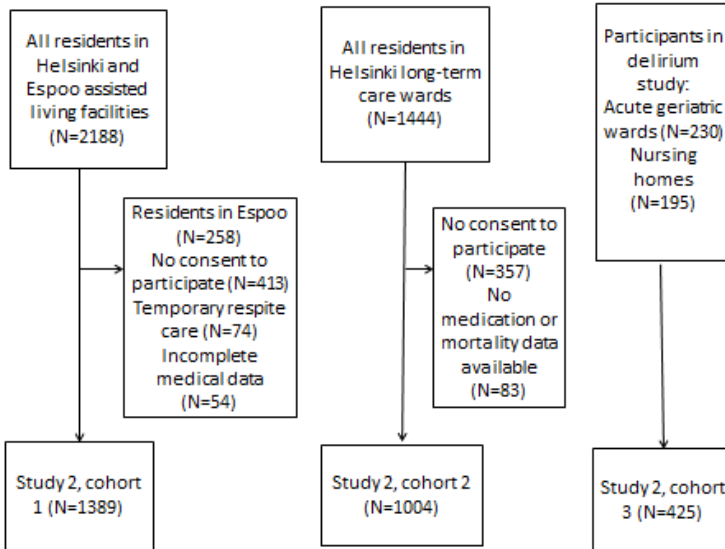 All residents in
Helsinki and
Espoo assisted
living facilities
(N=2188)
All residents in
Helsinki long-term
care wards
(N=1444)
Participants in
delirium
study:
Acute geriatric
wards (N=230)
Nursing
homes
(N=195)
Residents in Espoo
(N=258)
No consent to
participate (N=413)
Temporary respite
care (N=74)
Incomplete
medical data
(N=54)
No consent to
participate
(N=357)
No
medication or
mortality data
available
(N=83)
Study 2, cohort
1 (N=1389)
Study 2, cohort 2
(N=1004)
Study 2, cohort
3 (N=425)